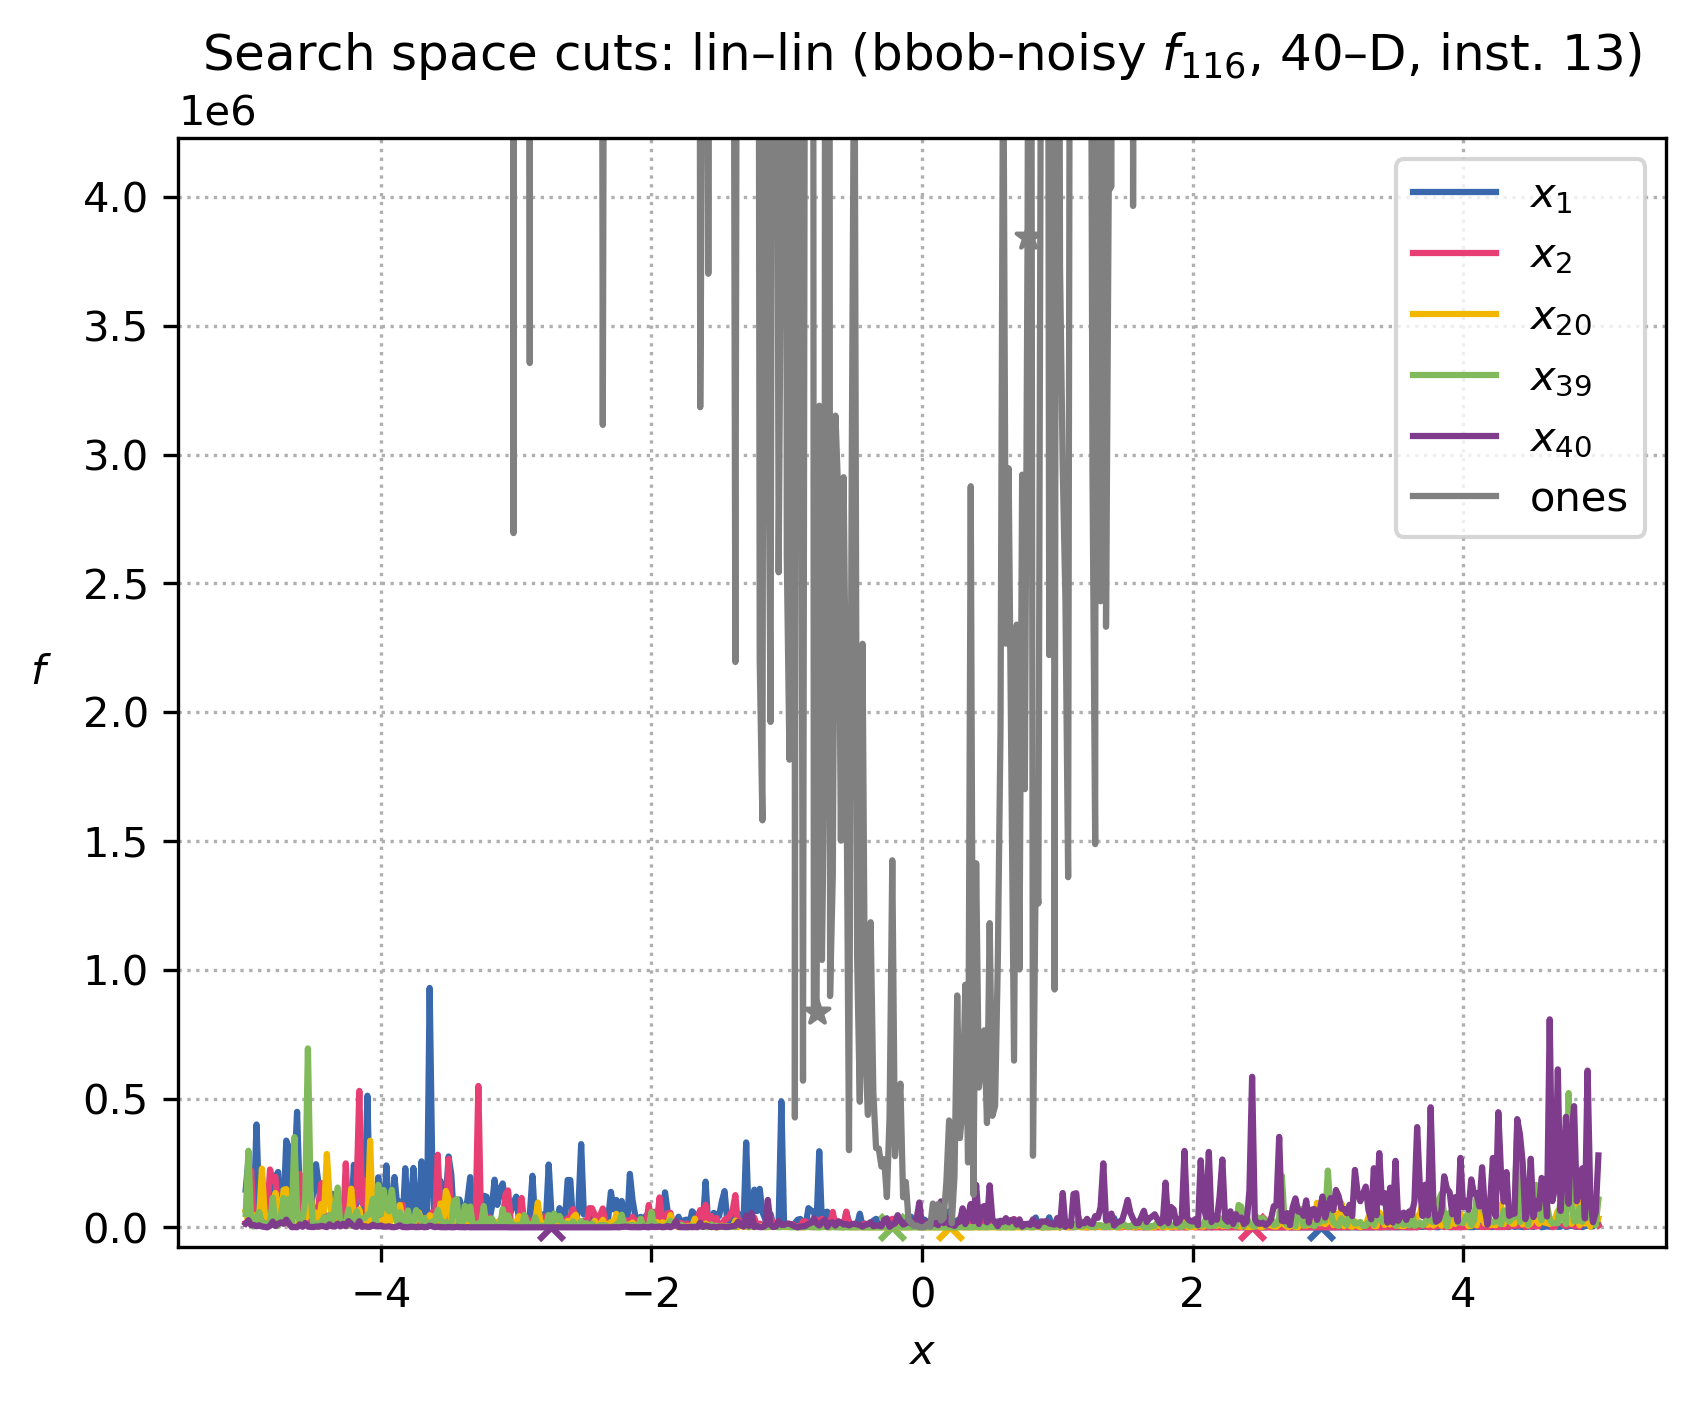 Search space cuts: lin–lin (bbob-noisy f₁₁₆, 40–D, inst. 13)
1e6
4.0
3.5
3.0
2.5
2.0
1.5
1.0
0.5
0.0
f
−4
−2
0
2
4
x
x₁
x₂
x₂₀
x₃₉
x₄₀
ones